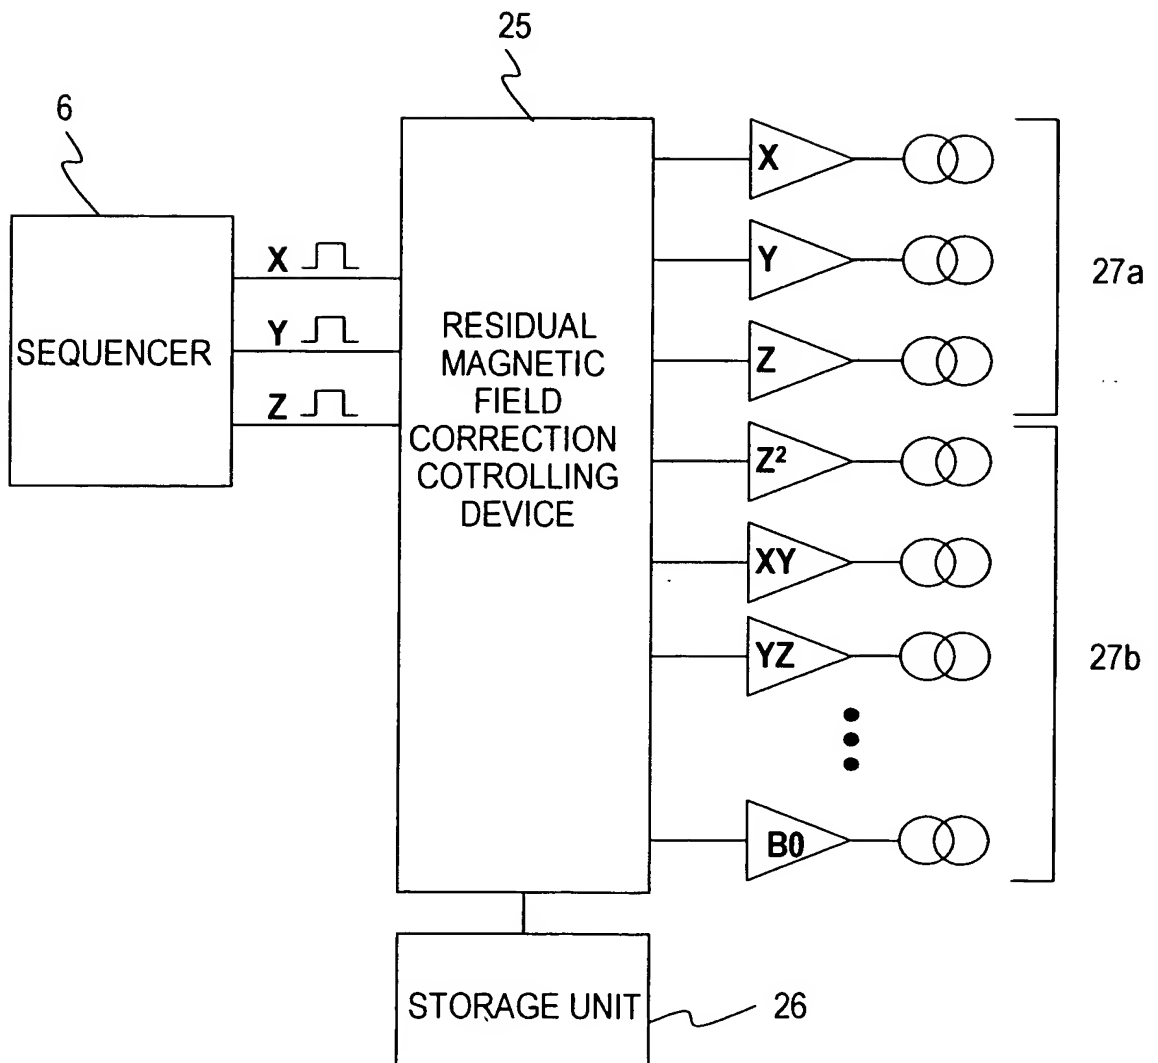 25
6
X
Y
Z
SEQUENCER
RESIDUAL
MAGNETIC
FIELD
CORRECTION
COTROLLING
DEVICE
X
Y
Z
Z²
XY
YZ
B0
27a
27b
STORAGE UNIT
26